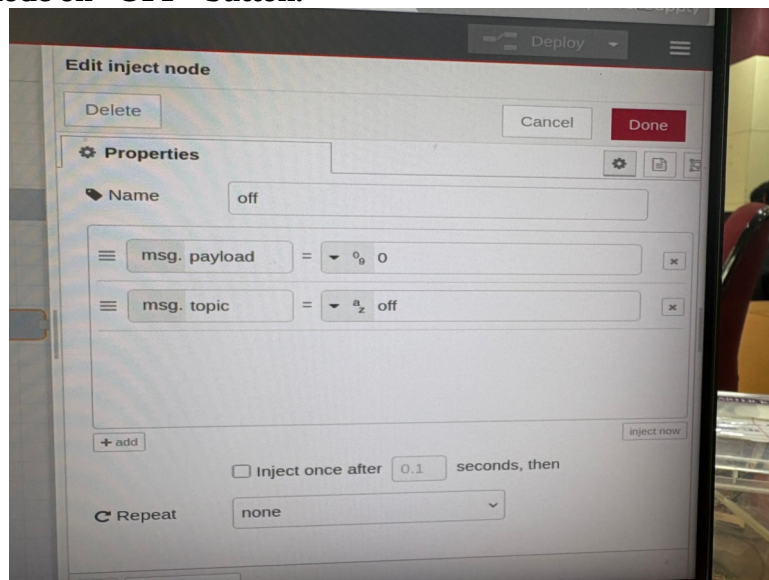 Deploy
Edit inject node
Delete
Cancel
Done
Properties
Name
off
msg. payload = 0
msg. topic = off
add
inject now
Inject once after 0.1 seconds, then
Repeat
none